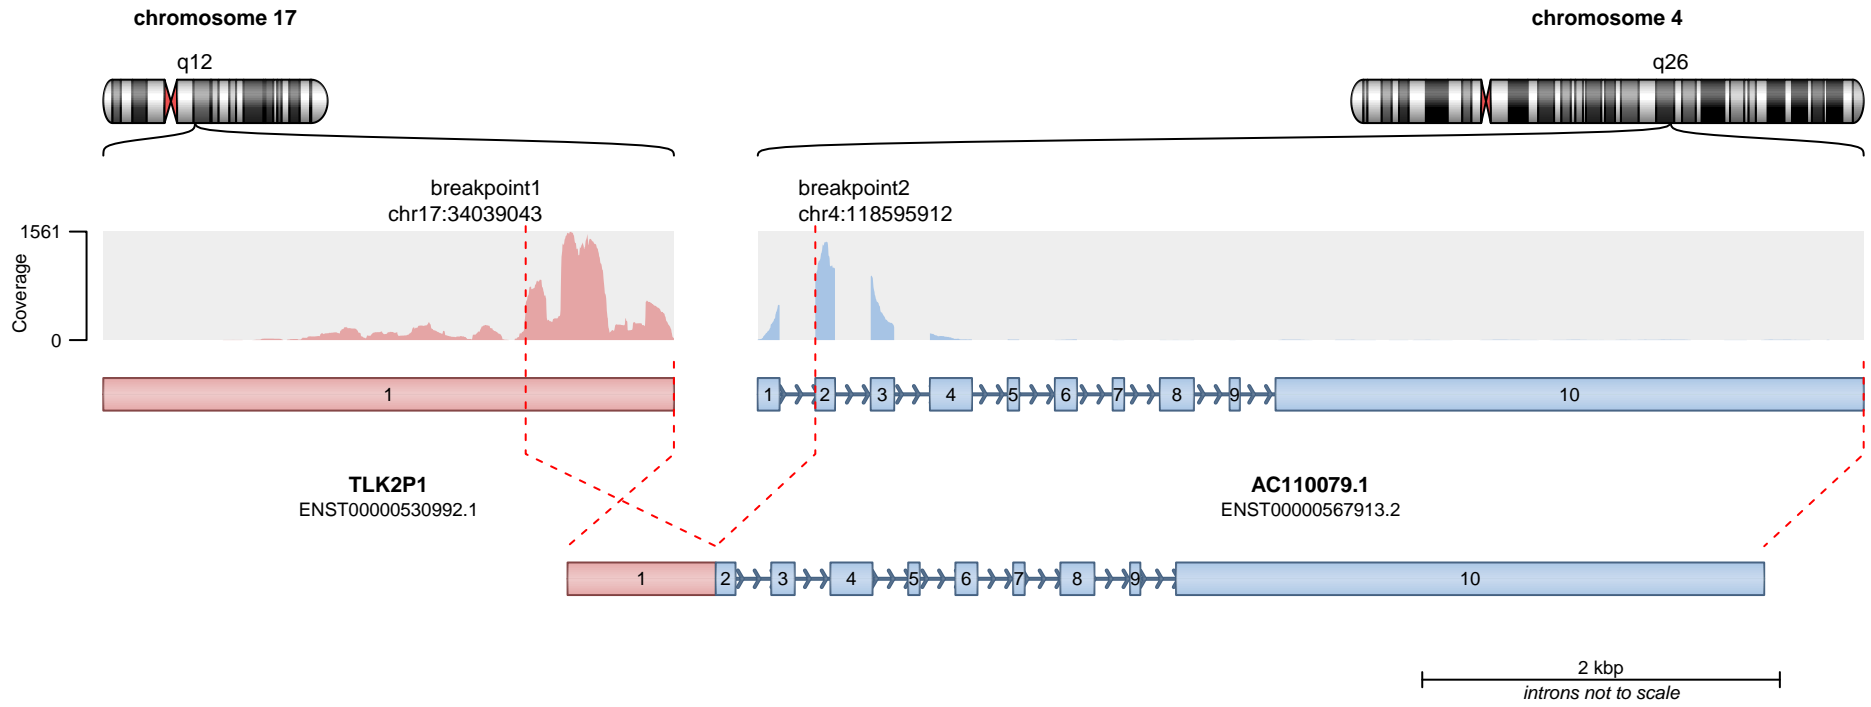 chromosome 17
chromosome 4
q12
q26
breakpoint1
chr17:34039043
breakpoint2
chr4:118595912
1561
Coverage
0
1
1 2 3 4 5 6 7 8 9 10
TLK2P1
ENST00000530992.1
AC110079.1
ENST00000567913.2
1 2 3 4 5 6 7 8 9 10
2 kbp
introns not to scale